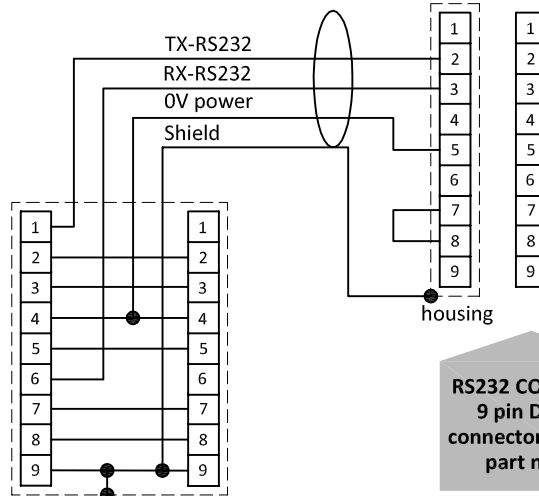 TX-RS232
RX-RS232
0V power
Shield
1 1
2 2
3 3
4 4
5 5
6 6
7 7
8 8
9 9
housing
1 1
2 2
3 3
4 4
5 5
6 6
7 7
8 8
9 9
RS232 CO
9 pin D
connector
part n